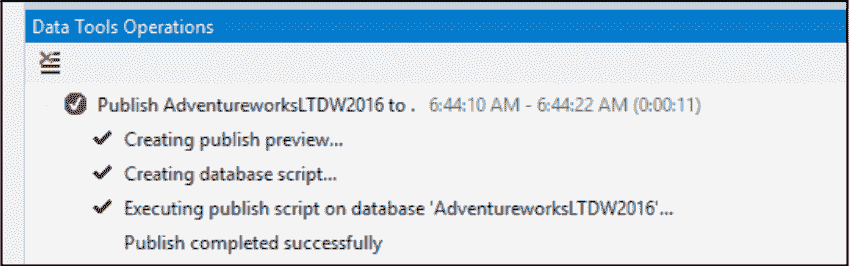 Data Tools Operations
Publish AdventureworksLTDW2016 to . 6:44:10 AM - 6:44:22 AM (0:00:11)
Creating publish preview...
Creating database script...
Executing publish script on database 'AdventureworksLTDW2016'...
Publish completed successfully